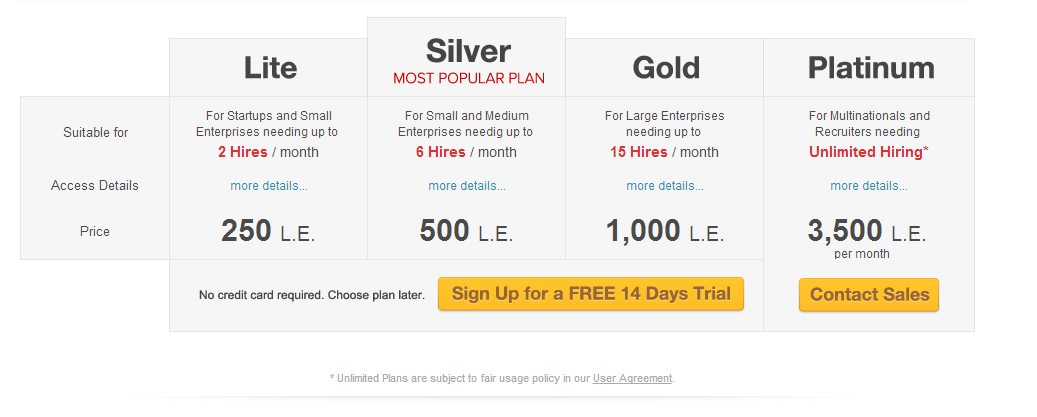 Lite
Silver
MOST POPULAR PLAN
Gold
Platinum
Suitable for
For Startups and Small
Enterprises needing up to
2 Hires / month
For Small and Medium
Enterprises needig up to
6 Hires / month
For Large Enterprises
needing up to
15 Hires / month
For Multinationals and
Recruiters needing
Unlimited Hiring*
Access Details
more details...
more details...
more details...
more details...
Price
250 L.E.
500 L.E.
1,000 L.E.
3,500 L.E.
per month
No credit card required. Choose plan later.
Sign Up for a FREE 14 Days Trial
Contact Sales
* Unlimited Plans are subject to fair usage policy in our User Agreement.